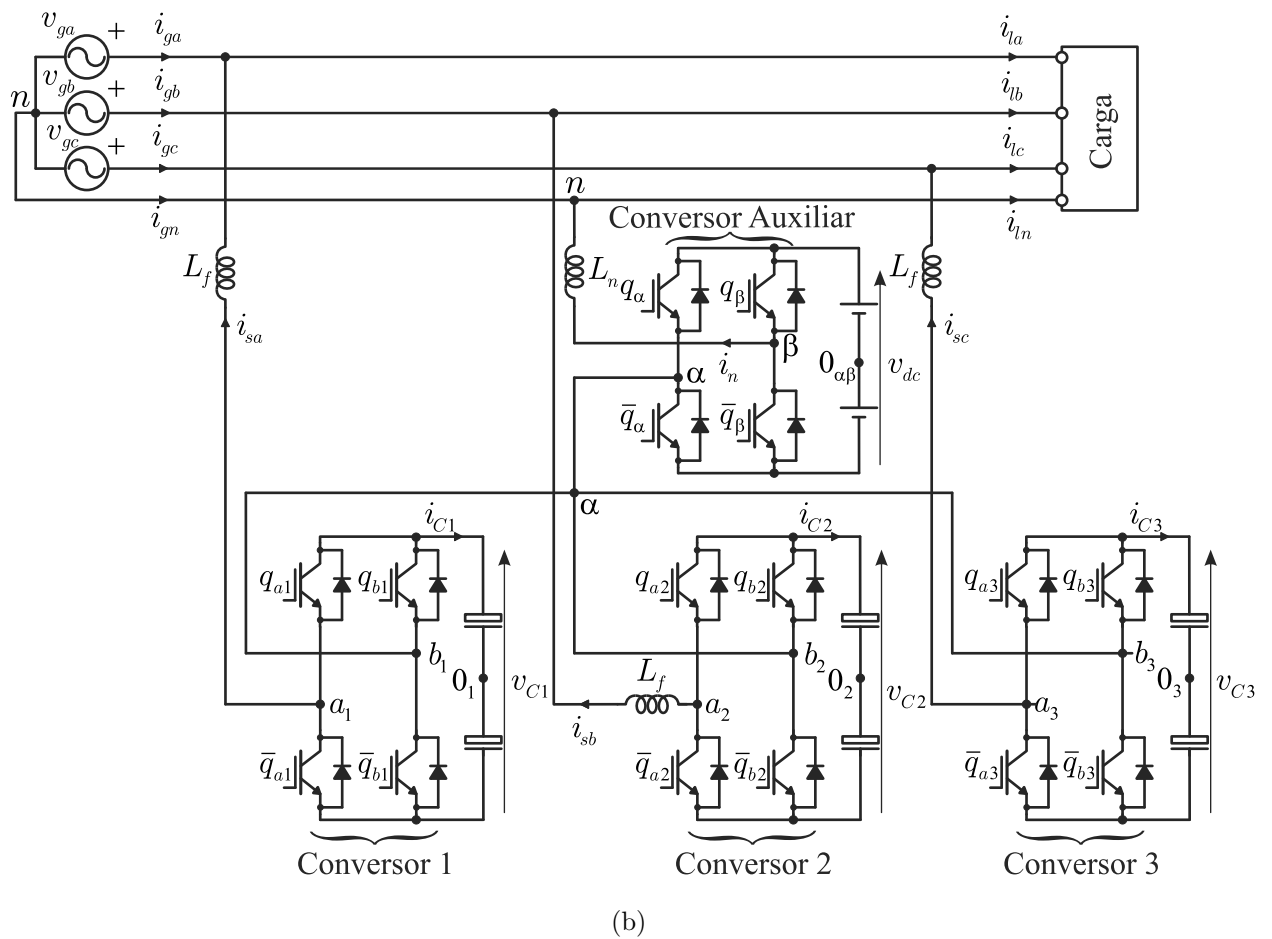 v_ga + i_ga i_la
v_gb + i_gb i_lb
n
v_gc + i_gc i_lc
Carga
i_gn n i_ln
Conversor Auxiliar
L_f L_n q_α q_β L_f
i_sa i_n β 0_αβ v_dc i_sc
α
q̅_α q̅_β
α
i_C1 i_C2 i_C3
q_a1 q_b1 q_a2 q_b2 q_a3 q_b3
b_1 0_1 v_C1 L_f b_2 0_2 v_C2 b_3 0_3 v_C3
a_1 i_sb a_2 a_3
q̅_a1 q̅_b1 q̅_a2 q̅_b2 q̅_a3 q̅_b3
Conversor 1 Conversor 2 Conversor 3
(b)